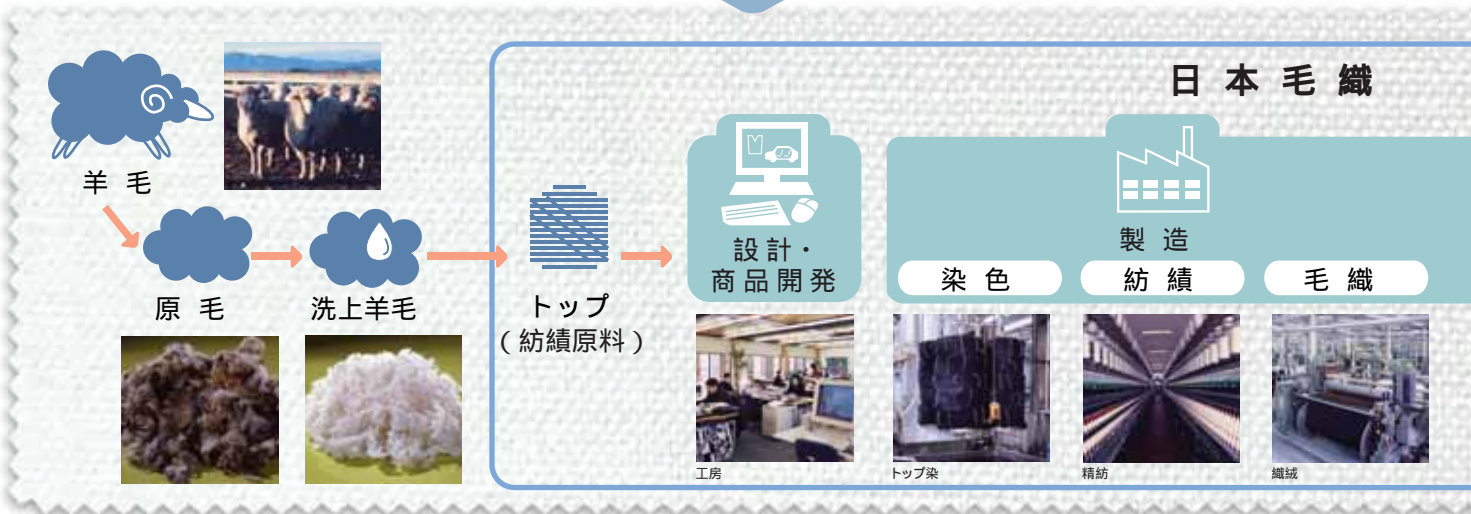 日本毛織
羊毛
原毛
洗上羊毛
トップ
(紡績原料)
設計・
商品開発
製造
染色
紡績
毛織
工房
トップ染
精紡
織絨